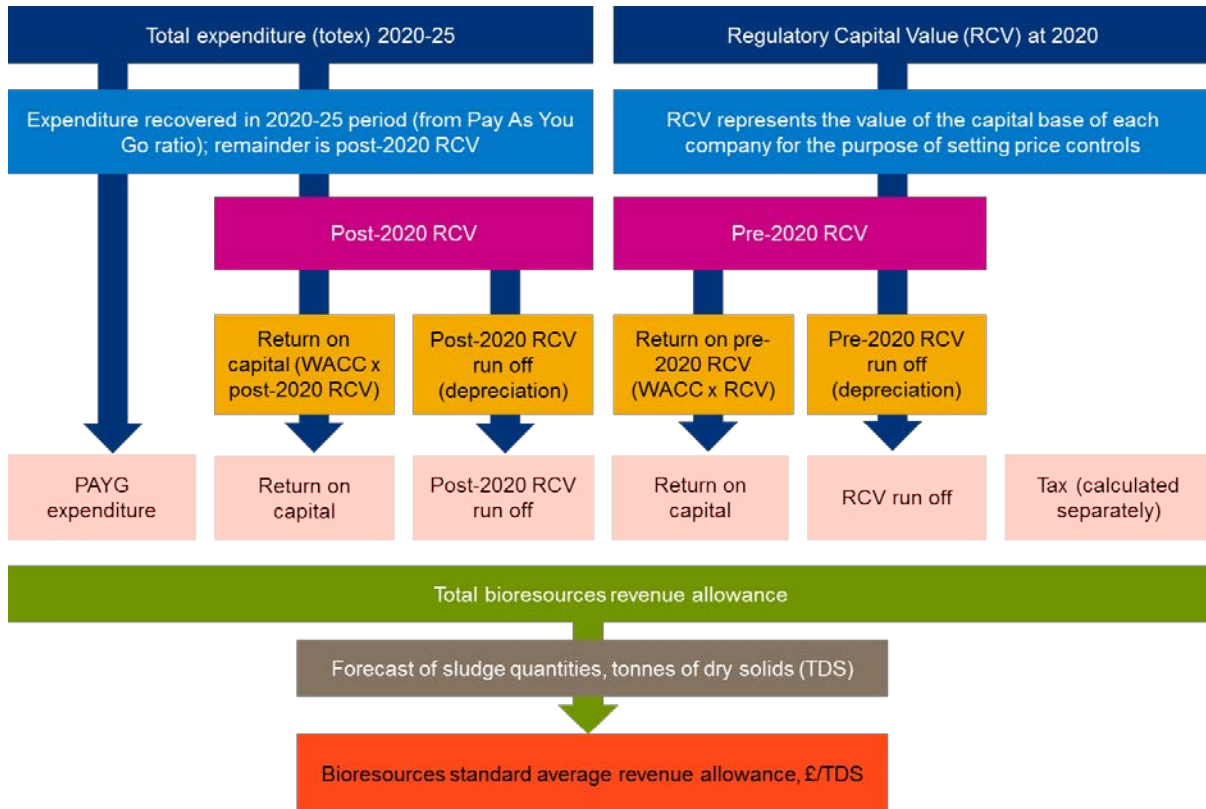 Total expenditure (totex) 2020-25
Regulatory Capital Value (RCV) at 2020
Expenditure recovered in 2020-25 period (from Pay As You
Go ratio); remainder is post-2020 RCV
RCV represents the value of the capital base of each
company for the purpose of setting price controls
Post-2020 RCV
Pre-2020 RCV
Return on
capital (WACC x
post-2020 RCV)
Post-2020 RCV
run off
(depreciation)
Return on pre-
2020 RCV
(WACC x RCV)
Pre-2020 RCV
run off
(depreciation)
PAYG
expenditure
Return on
capital
Post-2020 RCV
run off
Return on
capital
RCV run off
Tax (calculated
separately)
Total bioresources revenue allowance
Forecast of sludge quantities, tonnes of dry solids (TDS)
Bioresources standard average revenue allowance, £/TDS